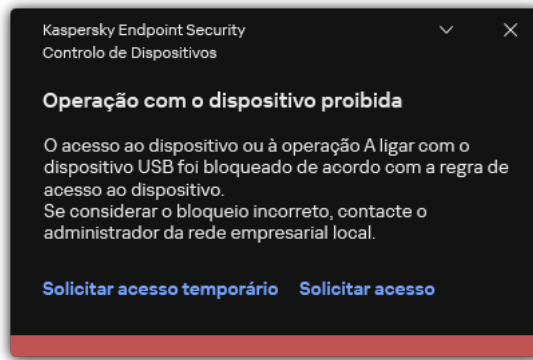 Kaspersky Endpoint Security
Controlo de Dispositivos
Operação com o dispositivo proibida
O acesso ao dispositivo ou à operação A ligar com o
dispositivo USB foi bloqueado de acordo com a regra de
acesso ao dispositivo.
Se considerar o bloqueio incorreto, contacte o
administrador da rede empresarial local.
Solicitar acesso temporário Solicitar acesso